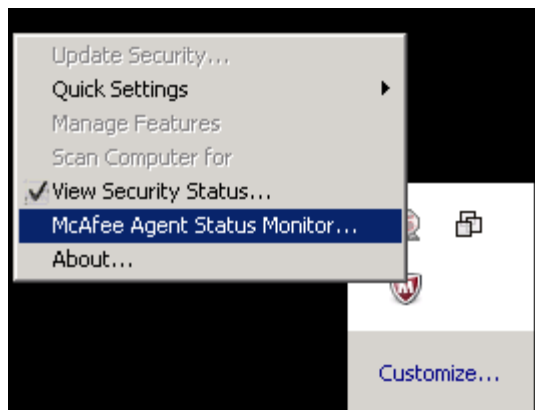 Update Security...
Quick Settings
Manage Features
Scan Computer for
View Security Status...
McAfee Agent Status Monitor...
About...
Customize...